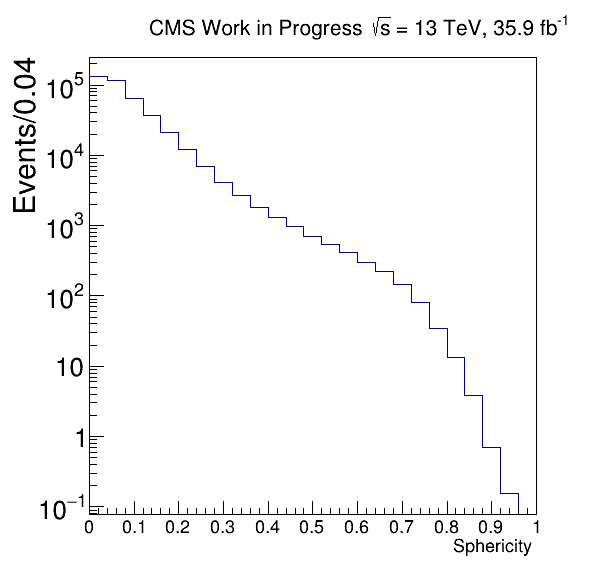 CMS Work in Progress √s = 13 TeV, 35.9 fb⁻¹
Events/0.04
10⁵
10⁴
10³
10²
10
1
10⁻¹
0 0.1 0.2 0.3 0.4 0.5 0.6 0.7 0.8 0.9 1
Sphericity